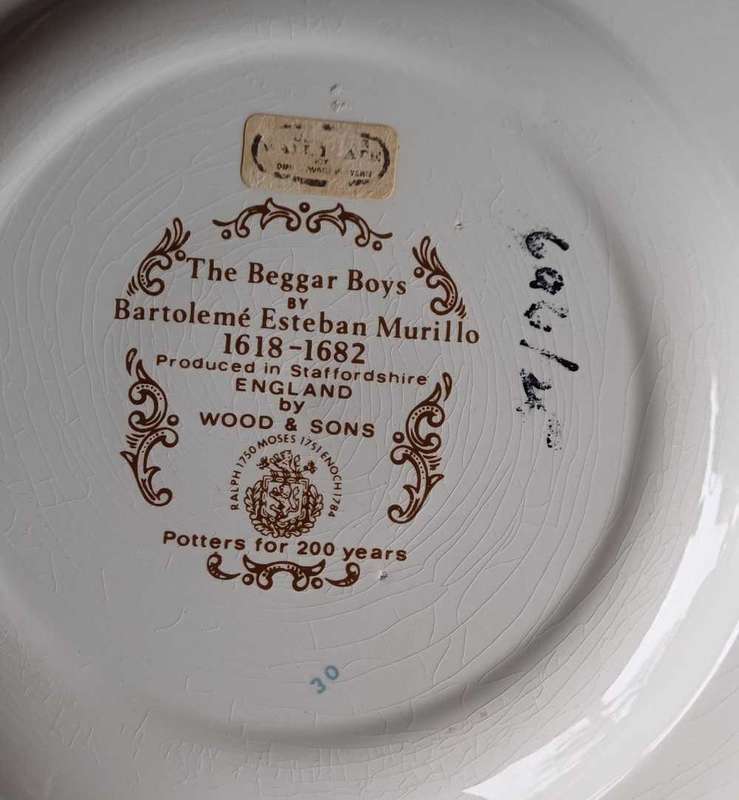 The Beggar Boys
BY
Bartolemé Esteban Murillo
1618-1682
Produced in Staffordshire
ENGLAND
by
WOOD & SONS
RALPH 1750 MOSES 1751 ENOCH 1784
Potters for 200 years
30